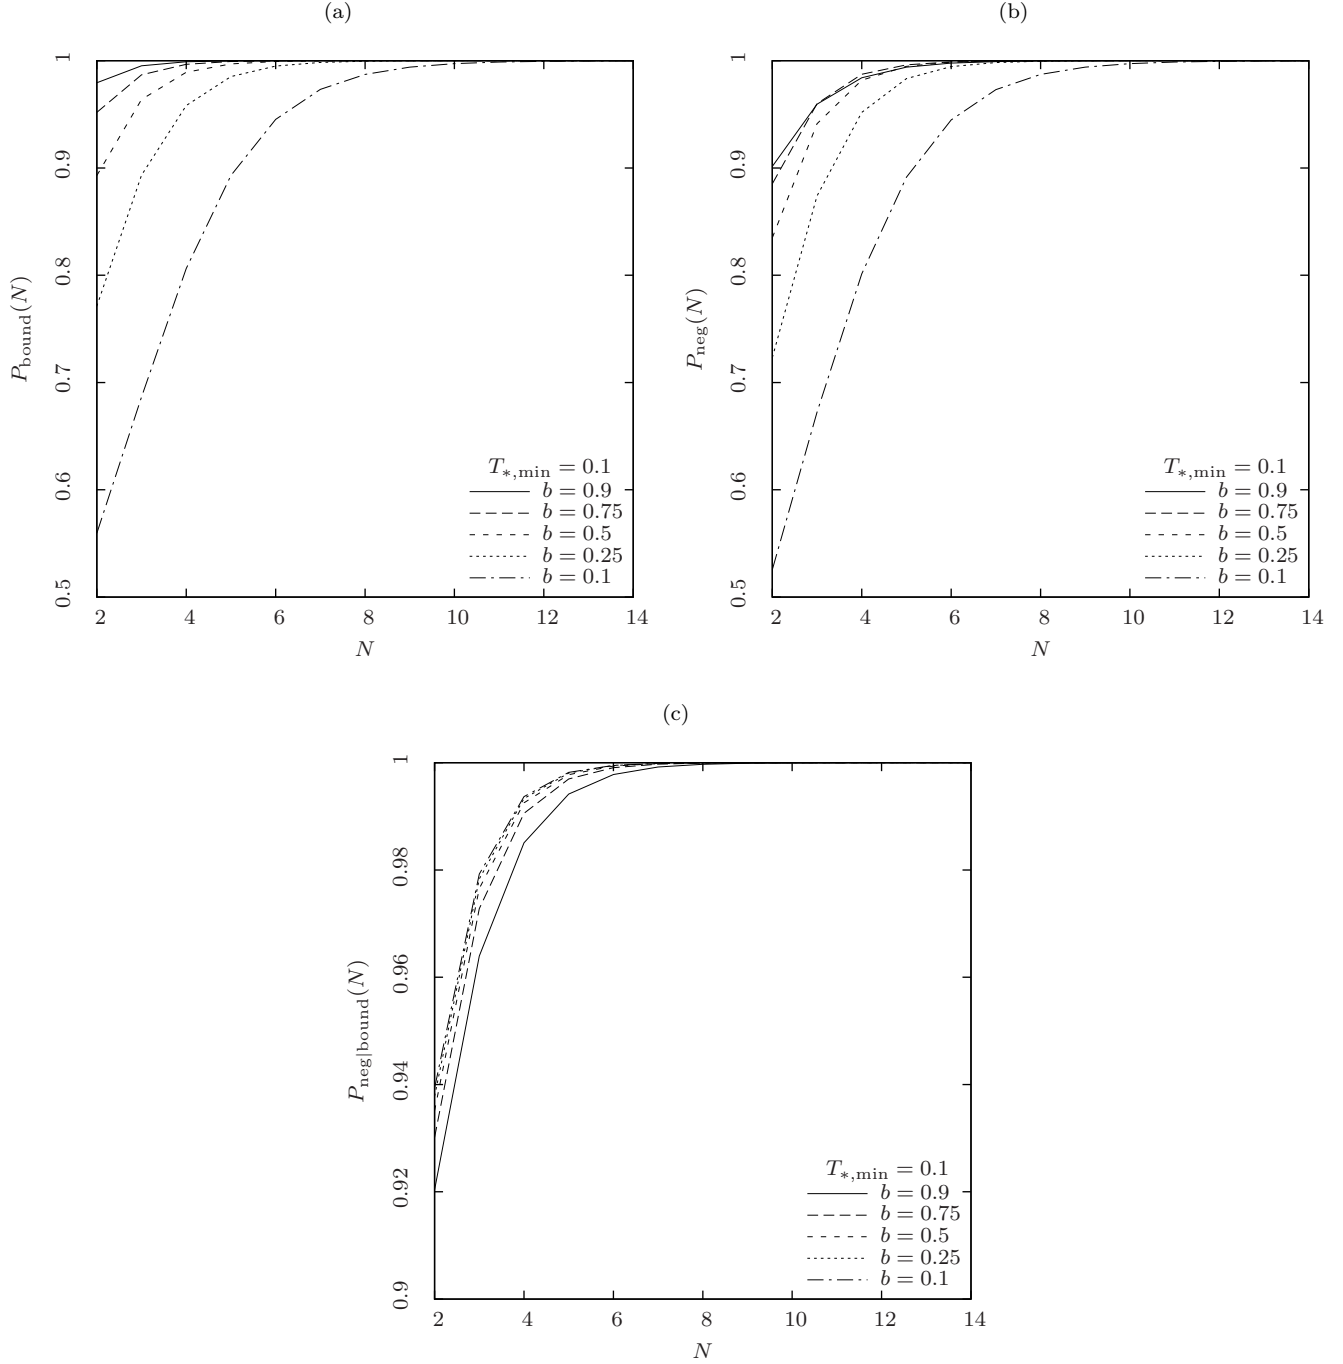 (a)
1
0.9
0.8
0.7
0.6
0.5
P_bound(N)
T_{*,min} = 0.1
b = 0.9
b = 0.75
b = 0.5
b = 0.25
b = 0.1
2 4 6 8 10 12 14
N
(b)
1
0.9
0.8
0.7
0.6
0.5
P_neg(N)
T_{*,min} = 0.1
b = 0.9
b = 0.75
b = 0.5
b = 0.25
b = 0.1
2 4 6 8 10 12 14
N
(c)
1
0.98
0.96
0.94
0.92
0.9
P_{neg|bound}(N)
T_{*,min} = 0.1
b = 0.9
b = 0.75
b = 0.5
b = 0.25
b = 0.1
2 4 6 8 10 12 14
N